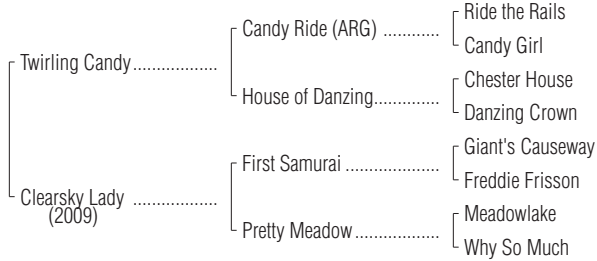 Ride the Rails
Candy Ride (ARG) ............
Candy Girl
Twirling Candy..................
Chester House
House of Danzing..............
Danzing Crown
Giant's Causeway
First Samurai ....................
Freddie Frisson
Clearsky Lady ..................
(2009)
Meadowlake
Pretty Meadow..................
Why So Much